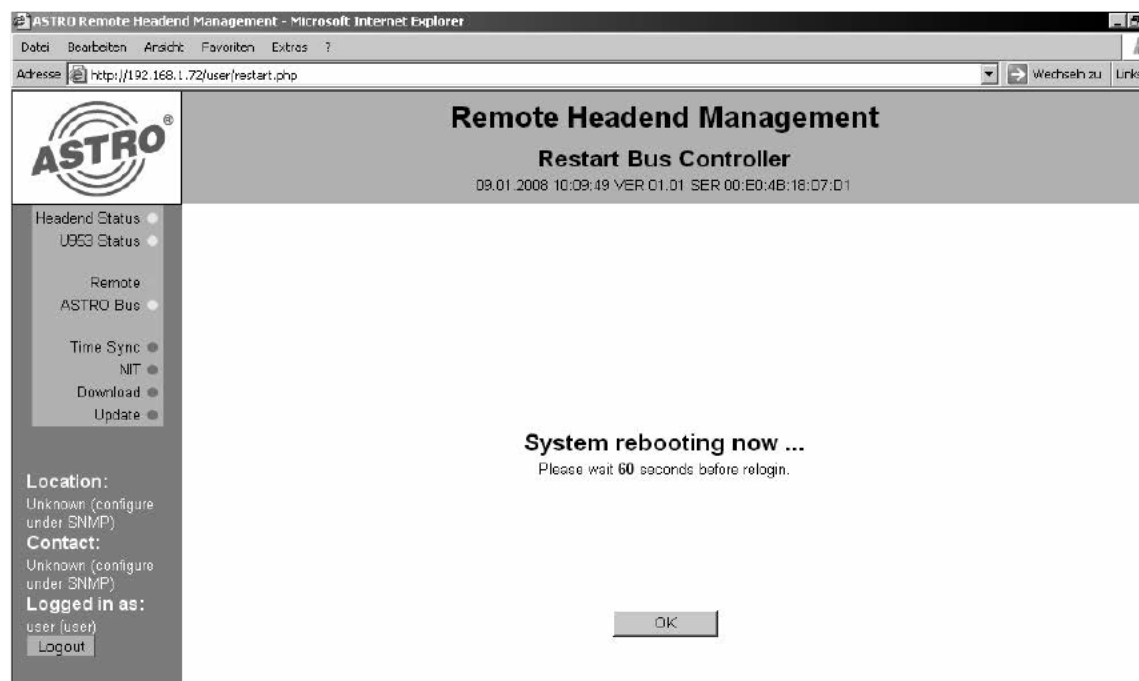 ASTRO Remote Headend Management - Microsoft Internet Explorer
Datei Bearbeiten Ansicht Favoriten Extras ?
Adresse http://192.168.1.72/user/restart.php Wechseln zu Links
ASTRO®
Remote Headend Management
Restart Bus Controller
09.01.2008 10:09:49 VER 01.01 SER 00:E0:4B:18:D7:D1
Headend Status
U953 Status
Remote
ASTRO Bus
Time Sync
NIT
Download
Update
System rebooting now ...
Please wait 60 seconds before relogin.
Location:
Unknown (configure
under SNMP)
Contact:
Unknown (configure
under SNMP)
Logged in as:
user (user)
Logout
OK